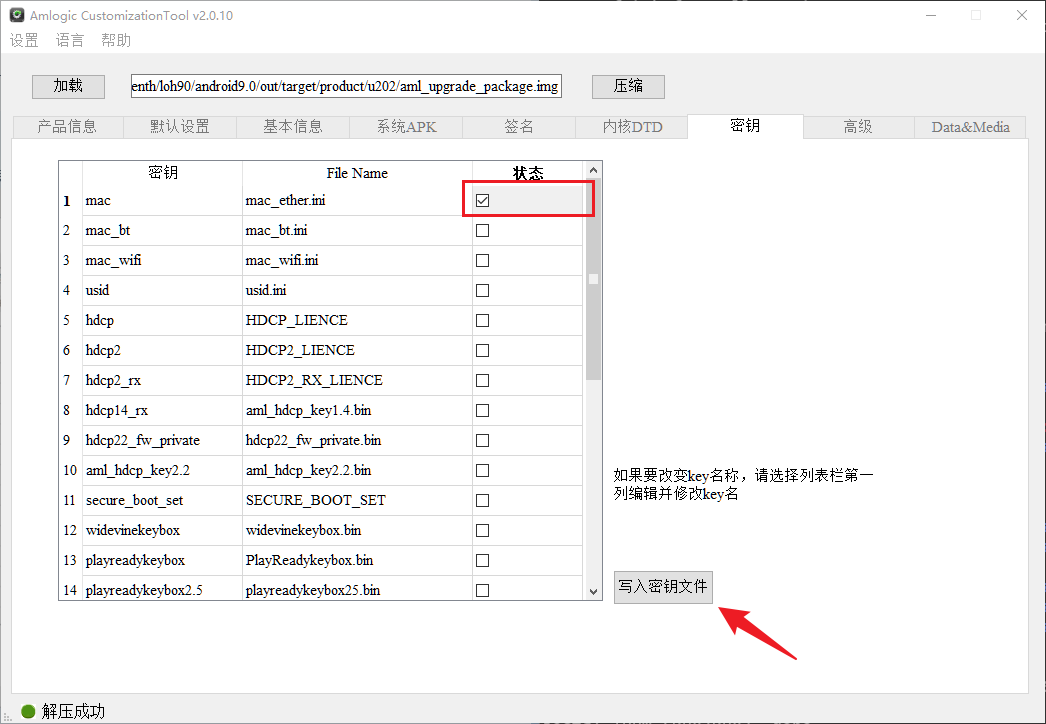 Amlogic CustomizationTool v2.0.10
设置 语言 帮助
加载 enth/loh90/android9.0/out/target/product/u202/aml_upgrade_package.img 压缩
产品信息 默认设置 基本信息 系统APK 签名 内核DTD 密钥 高级 Data&Media
密钥 File Name 状态
1 mac mac_ether.ini
2 mac_bt mac_bt.ini
3 mac_wifi mac_wifi.ini
4 usid usid.ini
5 hdcp HDCP_LIENCE
6 hdcp2 HDCP2_LIENCE
7 hdcp2_rx HDCP2_RX_LIENCE
8 hdcp14_rx aml_hdcp_key1.4.bin
9 hdcp22_fw_private hdcp22_fw_private.bin
10 aml_hdcp_key2.2 aml_hdcp_key2.2.bin
11 secure_boot_set SECURE_BOOT_SET
12 widevinekeybox widevinekeybox.bin
13 playreadykeybox PlayReadykeybox.bin
14 playreadykeybox2.5 playreadykeybox25.bin
如果要改变key名称，请选择列表栏第一
列编辑并修改key名
写入密钥文件
解压成功